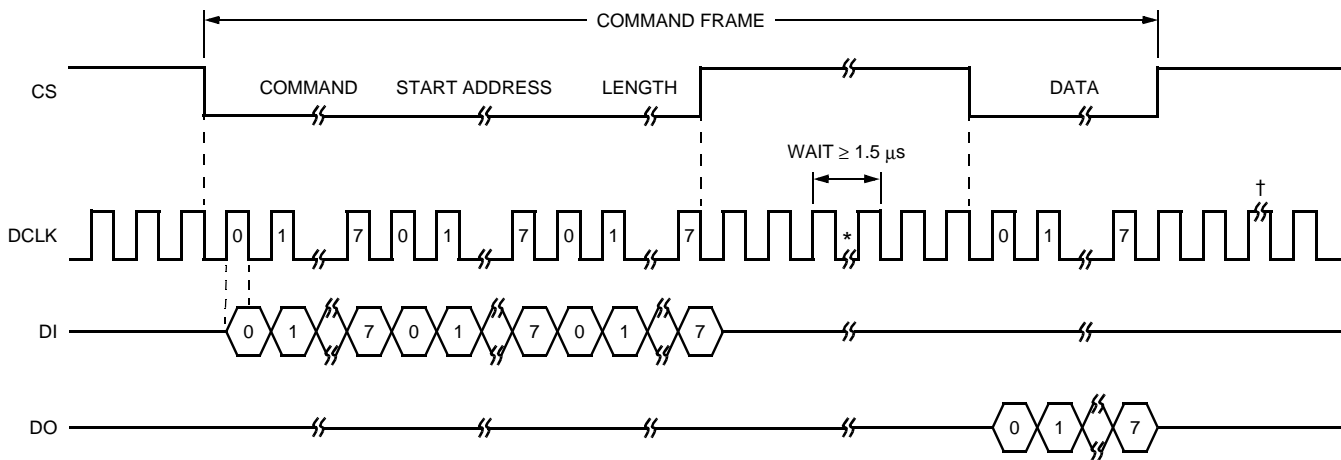 COMMAND FRAME
CS
COMMAND START ADDRESS LENGTH DATA
WAIT ≥ 1.5 µs
†
DCLK
0 1 7 0 1 7 0 1 7 * 0 1 7
DI
0 1 7 0 1 7 0 1 7
DO
0 1 7